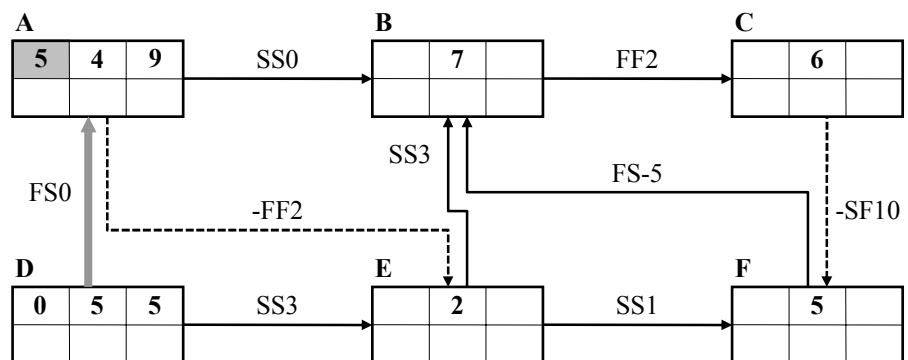 A B C
5 4 9 SS0 7 FF2 6
SS3 FS-5
FS0 -FF2 -SF10
D E F
0 5 5 SS3 2 SS1 5